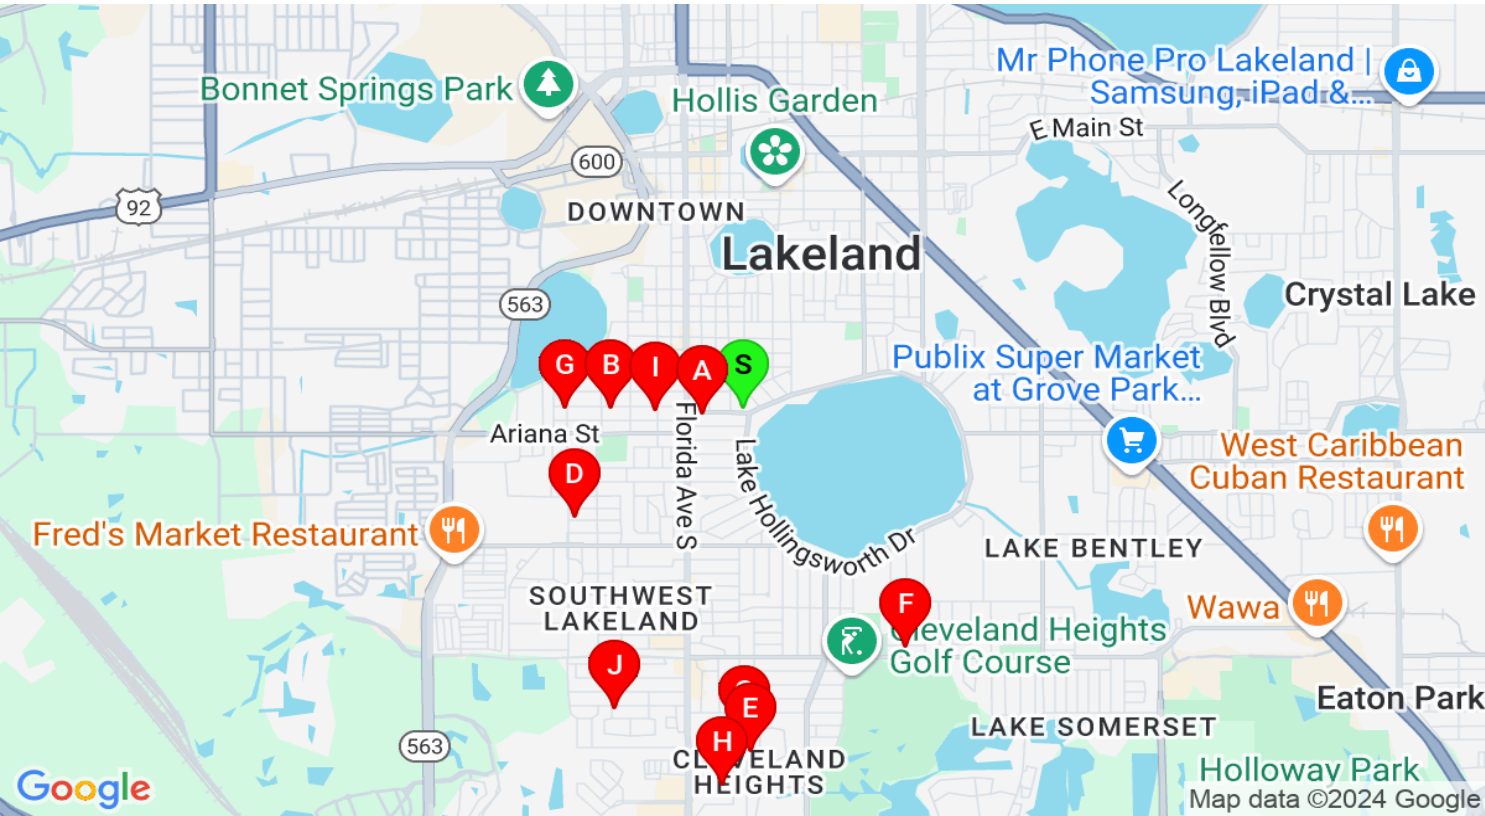 Mr Phone Pro Lakeland |
Samsung, iPad &...
Bonnet Springs Park
Hollis Garden
E Main St
600
92
DOWNTOWN
Longfellow Blvd
Lakeland
Crystal Lake
563
Publix Super Market
at Grove Park...
G
B
I
A
S
Florida Ave S
Ariana St
Lake Hollingsworth Dr
West Caribbean
Cuban Restaurant
D
Fred's Market Restaurant
LAKE BENTLEY
SOUTHWEST
LAKELAND
F
Wawa
Cleveland Heights
Golf Course
J
E
H
Eaton Park
LAKE SOMERSET
563
CLEVELAND
HEIGHTS
Holloway Park
Google
Map data ©2024 Google